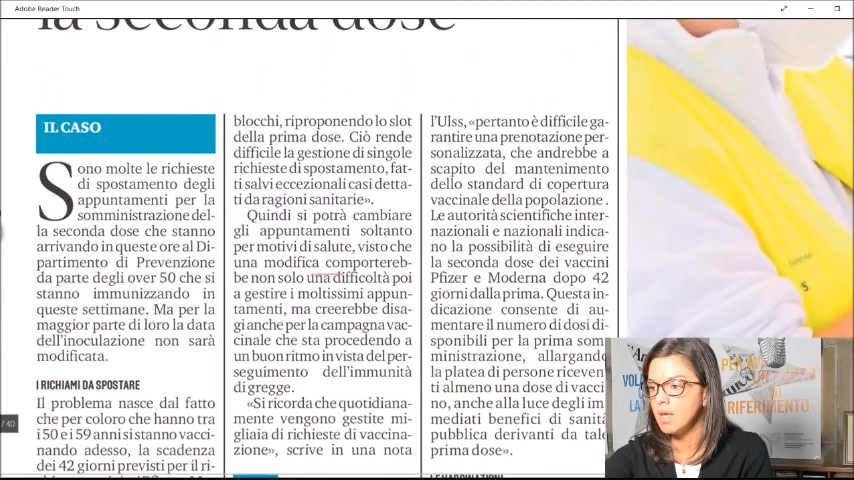 Adobe Reader Touch
la seconda dose
IL CASO
Sono molte le richieste
di spostamento degli
appuntamenti per la
somministrazione del-
la seconda dose che stanno
arrivando in queste ore al Di-
partimento di Prevenzione
da parte degli over 50 che si
stanno immunizzando in
queste settimane. Ma per la
maggior parte di loro la data
dell'inoculazione non sarà
modificata.
I RICHIAMI DA SPOSTARE
Il problema nasce dal fatto
che per coloro che hanno tra
i 50 e i 59 anni si stanno vacci-
nando adesso, la scadenza
dei 42 giorni previsti per il ri-
blocchi, riproponendo lo slot
della prima dose. Ciò rende
difficile la gestione di singole
richieste di spostamento, fat-
ti salvi eccezionali casi detta-
ti da ragioni sanitarie».
Quindi si potrà cambiare
gli appuntamenti soltanto
per motivi di salute, visto che
una modifica comportereb-
be non solo una difficoltà poi
a gestire i moltissimi appun-
tamenti, ma creerebbe disa-
gi anche per la campagna vac-
cinale che sta procedendo a
un buon ritmo in vista del per-
seguimento dell'immunità
di gregge.
«Si ricorda che quotidiana-
mente vengono gestite mi-
gliaia di richieste di vaccina-
zione», scrive in una nota
l'Ulss, «pertanto è difficile ga-
rantire una prenotazione per-
sonalizzata, che andrebbe a
scapito del mantenimento
dello standard di copertura
vaccinale della popolazione .
Le autorità scientifiche inter-
nazionali e nazionali indica-
no la possibilità di eseguire
la seconda dose dei vaccini
Pfizer e Moderna dopo 42
giorni dalla prima. Questa in-
dicazione consente di au-
mentare il numero di dosi di-
sponibili per la prima som
ministrazione, allargando
la platea di persone riceven
ti almeno una dose di vacci
no, anche alla luce degli im
mediati benefici di sanità
pubblica derivanti da tale
prima dose».
/ 40
RIFERIMENTO